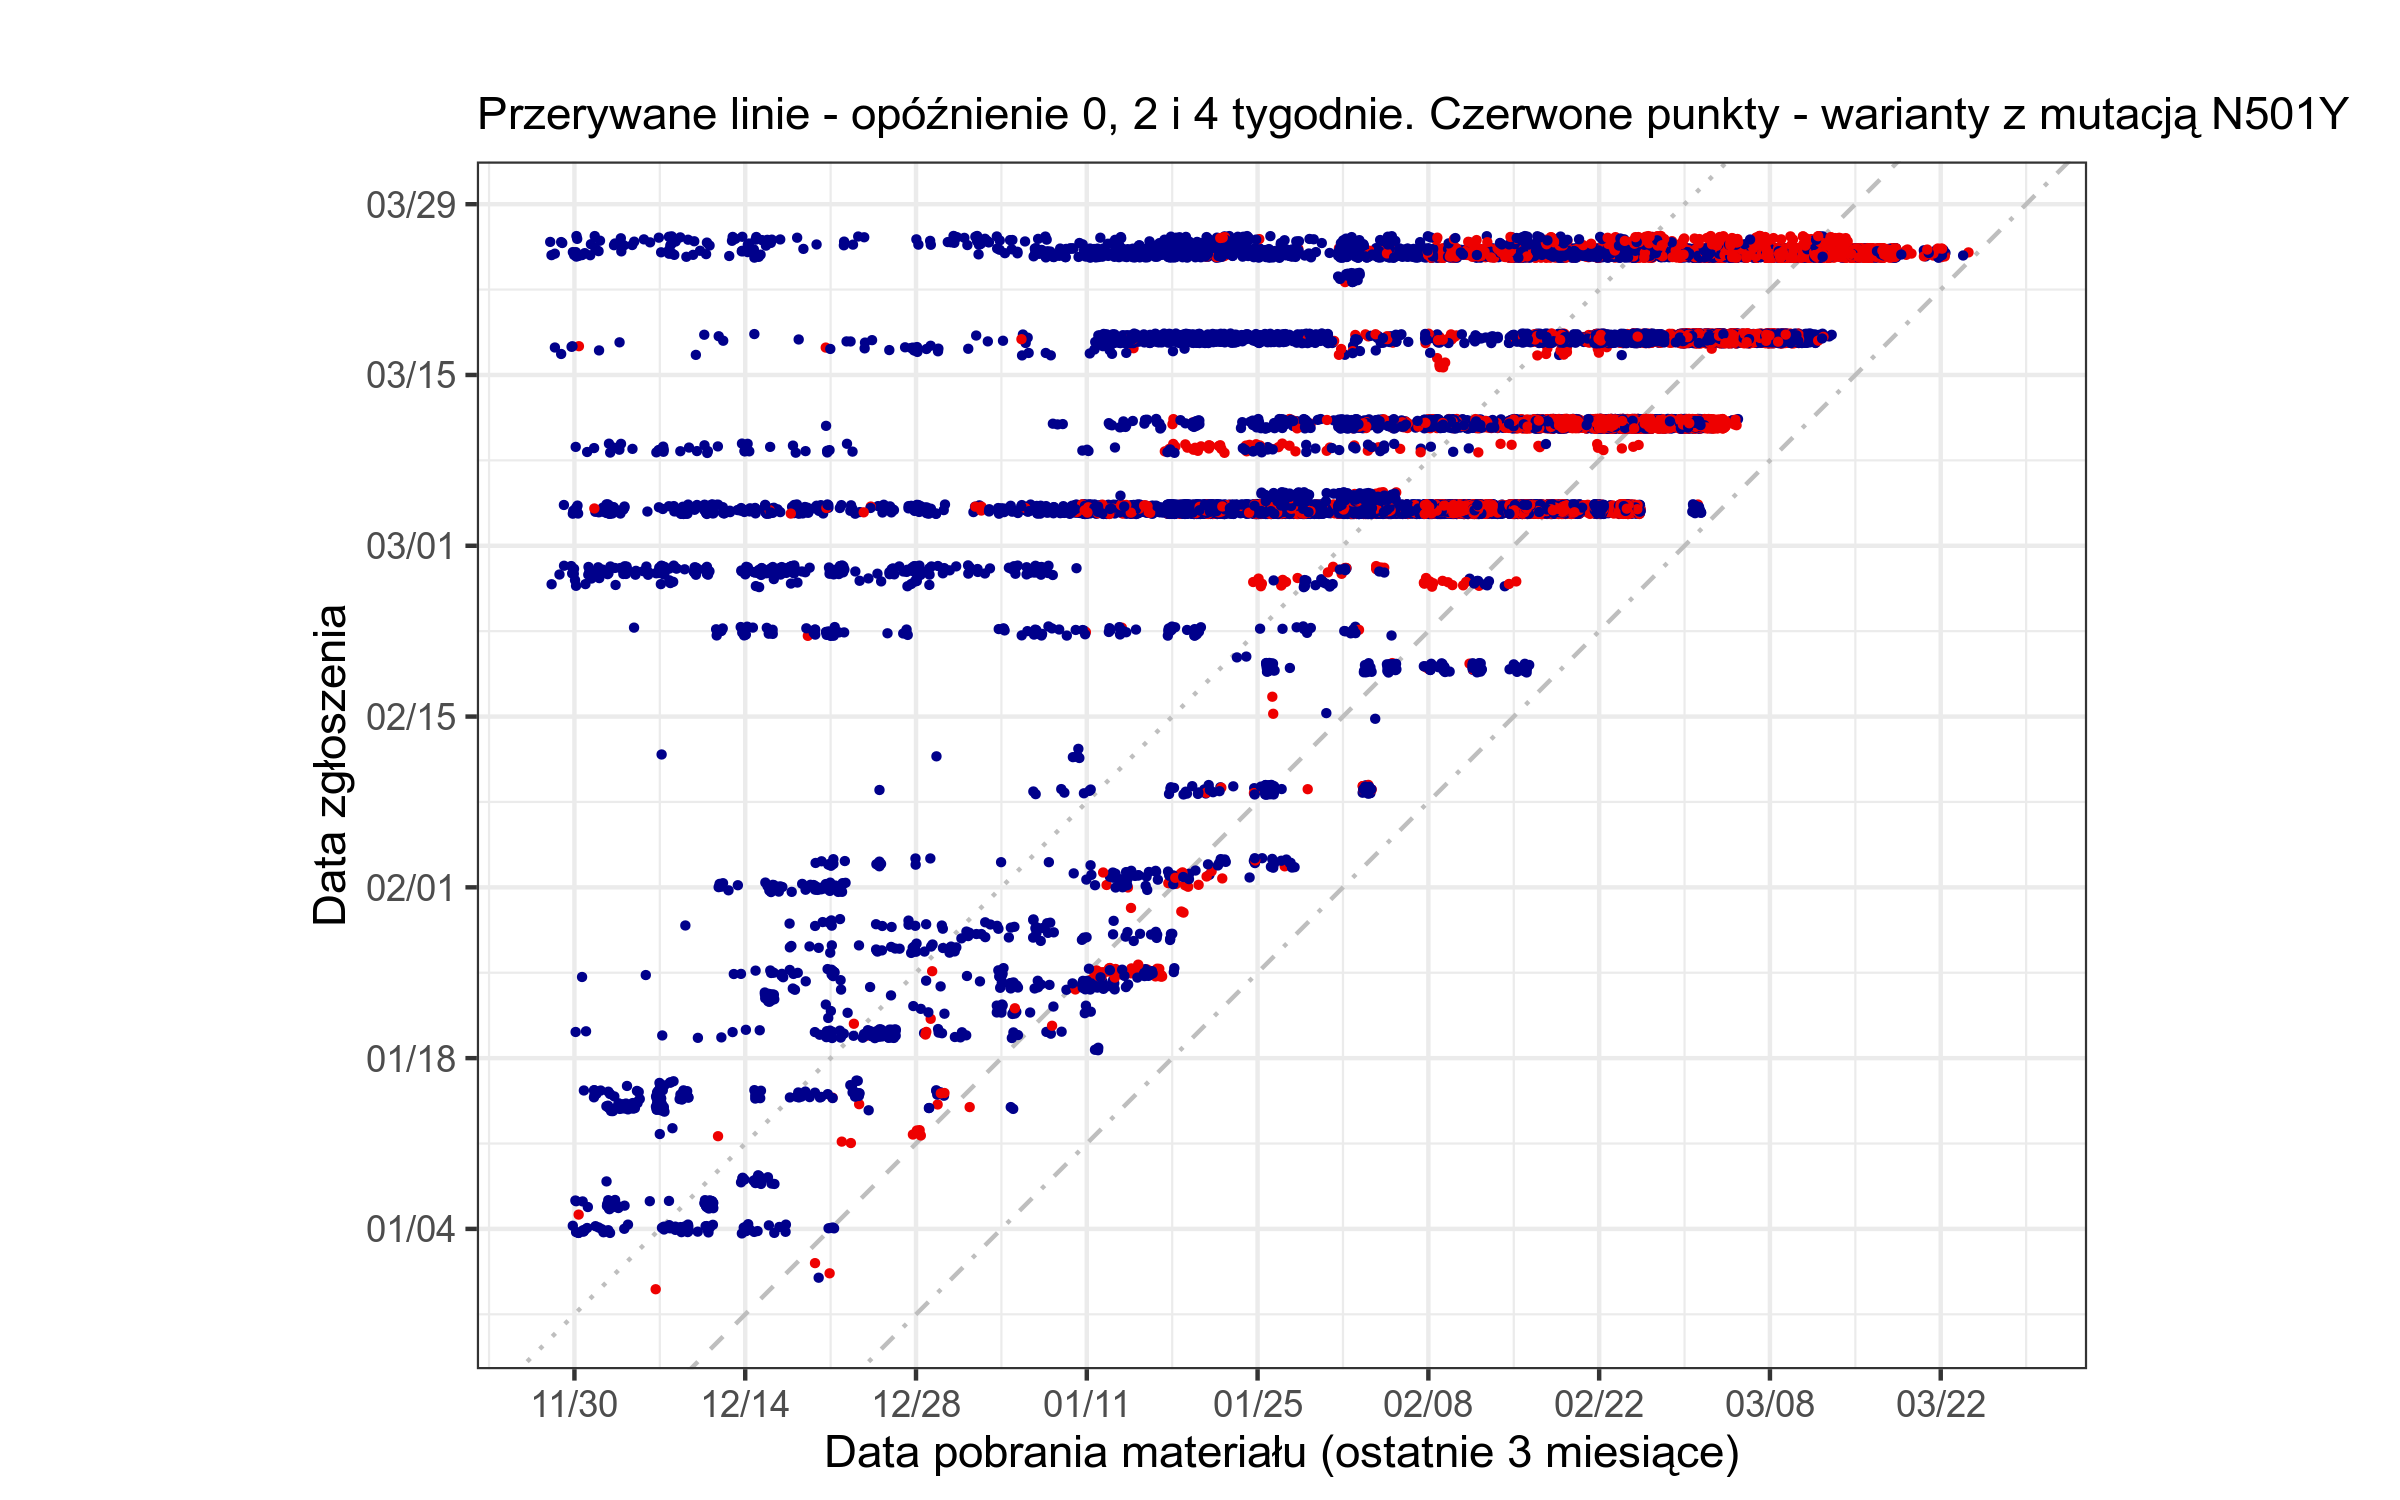 Przerywane linie - opóźnienie 0, 2 i 4 tygodnie. Czerwone punkty - warianty z mutacją N501Y
Data zgłoszenia
03/29
03/15
03/01
02/15
02/01
01/18
01/04
11/30 12/14 12/28 01/11 01/25 02/08 02/22 03/08 03/22
Data pobrania materiału (ostatnie 3 miesiące)